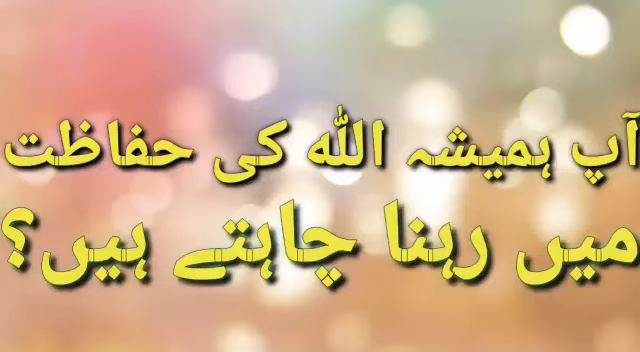 آپ ہمیشہ اللہ کی حفاظت
میں رہنا چاہتے ہیں؟